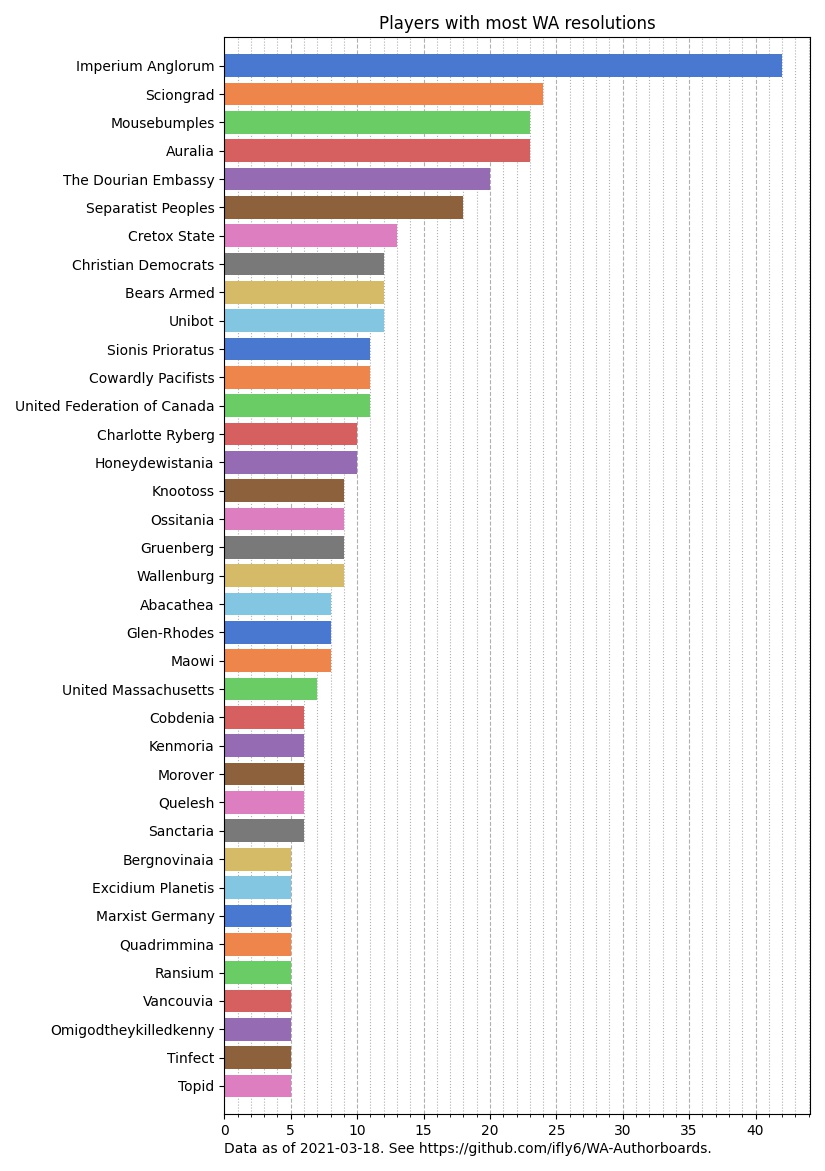 Players with most WA resolutions
Imperium Anglorum
Sciongrad
Mousebumples
Auralia
The Dourian Embassy
Separatist Peoples
Cretox State
Christian Democrats
Bears Armed
Unibot
Sionis Prioratus
Cowardly Pacifists
United Federation of Canada
Charlotte Ryberg
Honeydewistania
Knootoss
Ossitania
Gruenberg
Wallenburg
Abacathea
Glen-Rhodes
Maowi
United Massachusetts
Cobdenia
Kenmoria
Morover
Quelesh
Sanctaria
Bergnovinaia
Excidium Planetis
Marxist Germany
Quadrimmina
Ransium
Vancouvia
Omigodtheykilledkenny
Tinfect
Topid
0 5 10 15 20 25 30 35 40
Data as of 2021-03-18. See https://github.com/ifly6/WA-Authorboards.